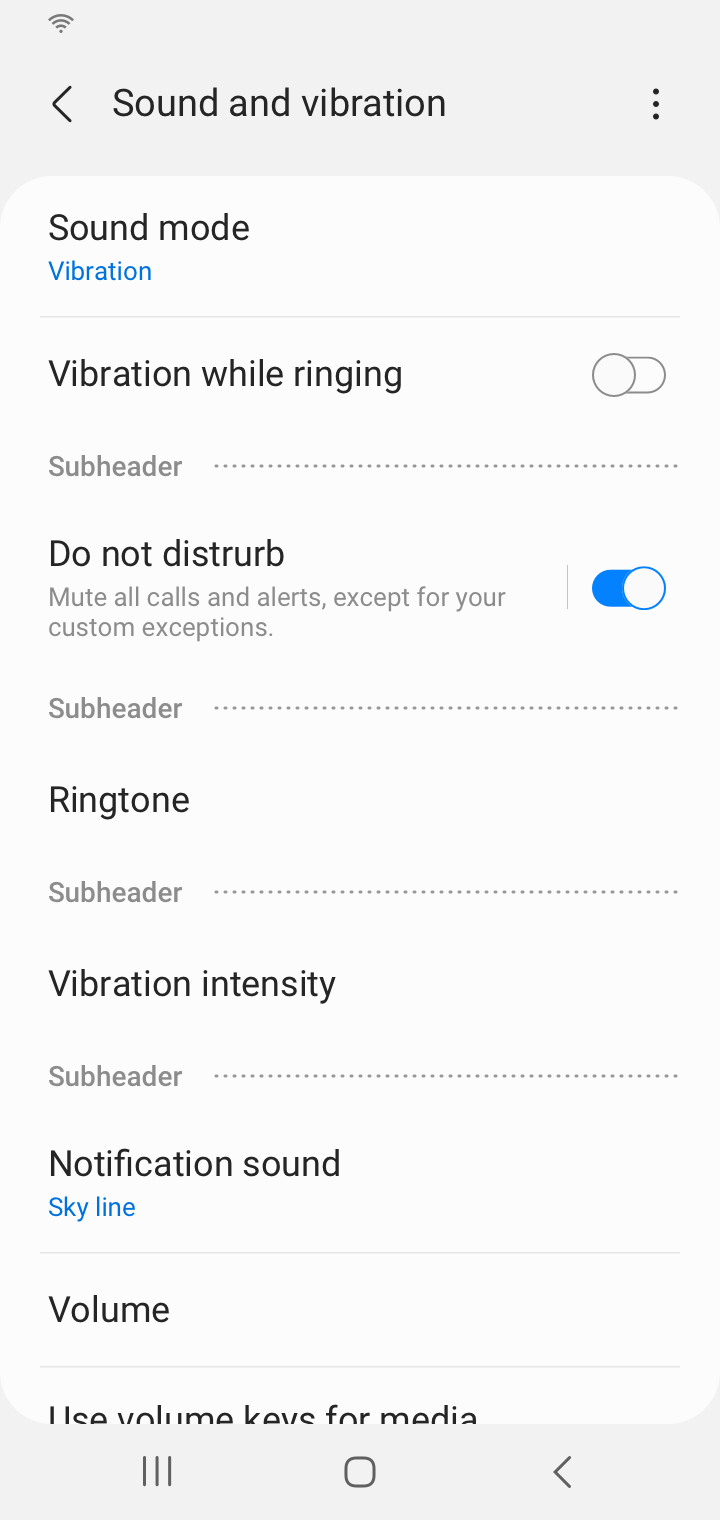 Sound and vibration
Sound mode
Vibration
Vibration while ringing
Subheader
Do not distrurb
Mute all calls and alerts, except for your
custom exceptions.
Subheader
Ringtone
Subheader
Vibration intensity
Subheader
Notification sound
Sky line
Volume
Use volume keys for media